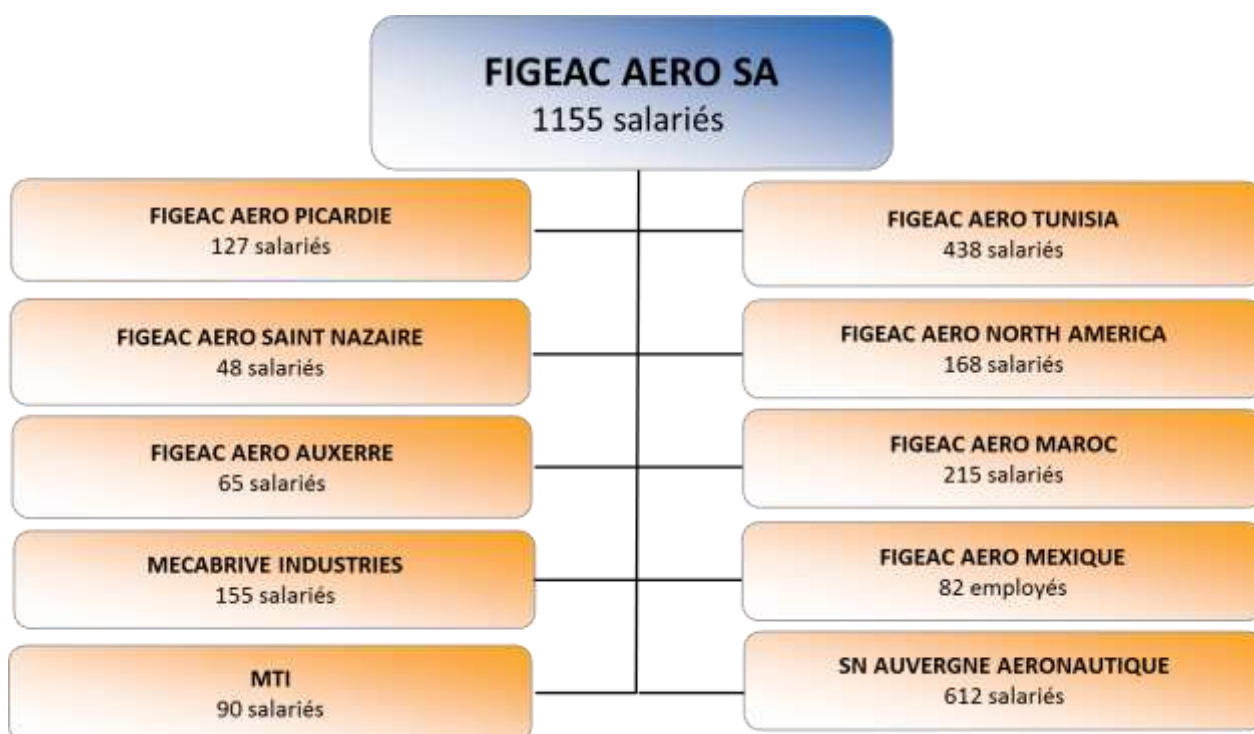 FIGEAC AERO SA
1155 salariés
FIGEAC AERO PICARDIE
127 salariés
FIGEAC AERO TUNISIA
438 salariés
FIGEAC AERO SAINT NAZAIRE
48 salariés
FIGEAC AERO NORTH AMERICA
168 salariés
FIGEAC AERO AUXERRE
65 salariés
FIGEAC AERO MAROC
215 salariés
MECABRIVE INDUSTRIES
155 salariés
FIGEAC AERO MEXIQUE
82 employés
MTI
90 salariés
SN AUVERGNE AERONAUTIQUE
612 salariés